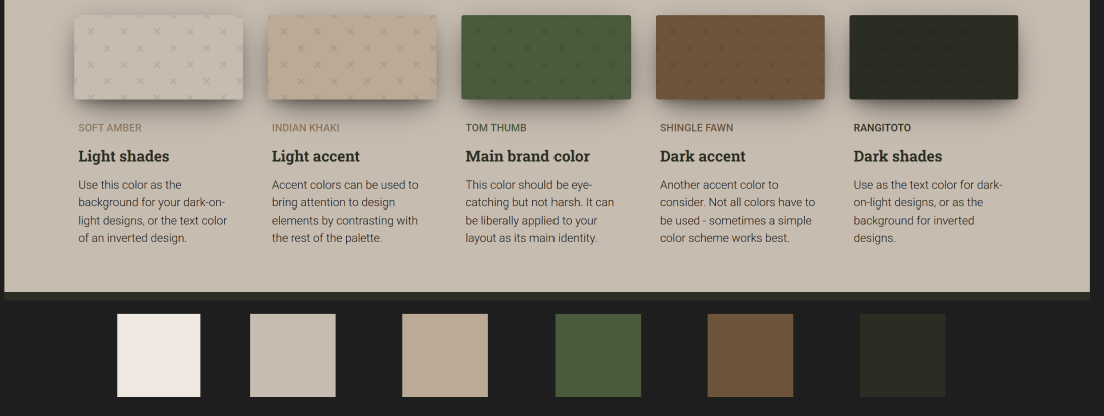 SOFT AMBER
Light shades
Use this color as the
background for your dark-on-
light designs, or the text color
of an inverted design.
INDIAN KHAKI
Light accent
Accent colors can be used to
bring attention to design
elements by contrasting with
the rest of the palette.
TOM THUMB
Main brand color
This color should be eye-
catching but not harsh. It can
be liberally applied to your
layout as its main identity.
SHINGLE FAWN
Dark accent
Another accent color to
consider. Not all colors have to
be used - sometimes a simple
color scheme works best.
RANGITOTO
Dark shades
Use as the text color for dark-
on-light designs, or as the
background for inverted
designs.